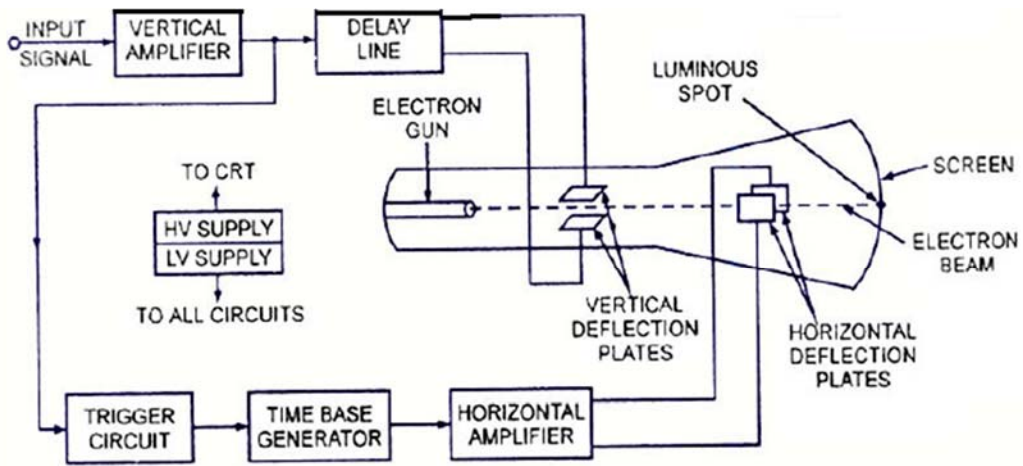 INPUT
SIGNAL
VERTICAL
AMPLIFIER
DELAY
LINE
ELECTRON
GUN
LUMINOUS
SPOT
SCREEN
TO CRT
HV SUPPLY
LV SUPPLY
TO ALL CIRCUITS
ELECTRON
BEAM
VERTICAL
DEFLECTION
PLATES
HORIZONTAL
DEFLECTION
PLATES
TRIGGER
CIRCUIT
TIME BASE
GENERATOR
HORIZONTAL
AMPLIFIER